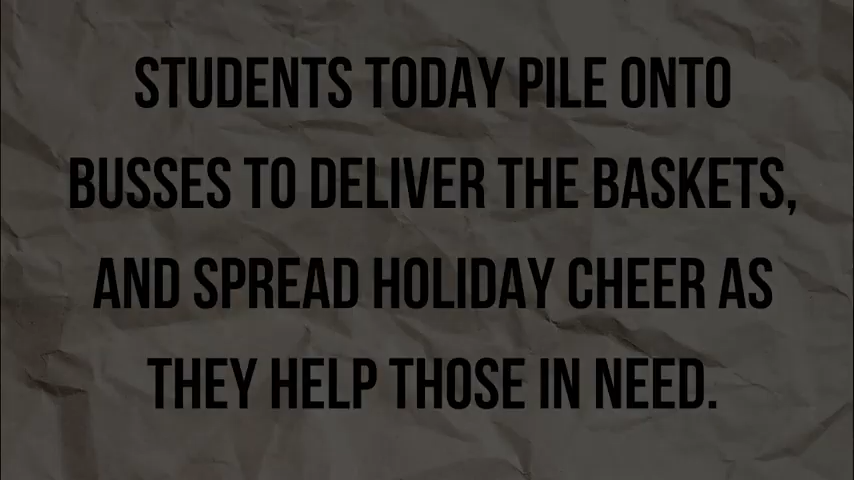 STUDENTS TODAY PILE ONTO
BUSSES TO DELIVER THE BASKETS,
AND SPREAD HOLIDAY CHEER AS
THEY HELP THOSE IN NEED.